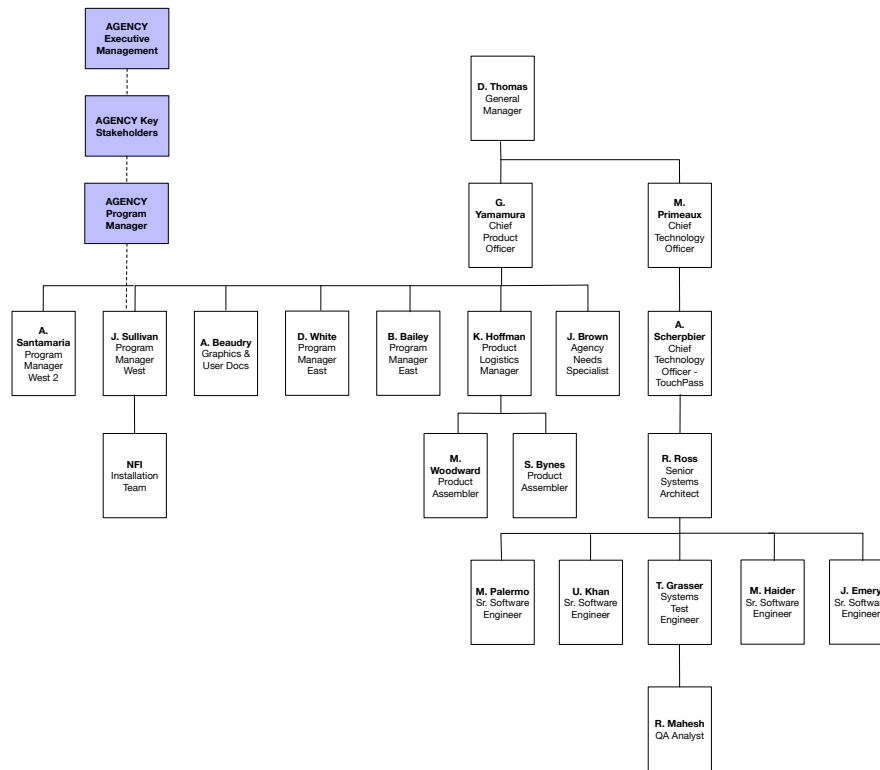 AGENCY
Executive
Management
D. Thomas
General
Manager
AGENCY Key
Stakeholders
AGENCY
Program
Manager
G.
Yamamura
Chief
Product
Officer
M.
Primeaux
Chief
Technology
Officer
A.
Santamaria
Program
Manager
West 2
J. Sullivan
Program
Manager
West
A. Beaudry
Graphics &
User Docs
D. White
Program
Manager
East
B. Bailey
Program
Manager
East
K. Hoffman
Product
Logistics
Manager
J. Brown
Agency
Needs
Specialist
A.
Scherpbier
Chief
Technology
Officer -
TouchPass
NFI
Installation
Team
M.
Woodward
Product
Assembler
S. Bynes
Product
Assembler
R. Ross
Senior
Systems
Architect
M. Palermo
Sr. Software
Engineer
U. Khan
Sr. Software
Engineer
T. Grasser
Systems
Test
Engineer
M. Haider
Sr. Software
Engineer
J. Emery
Sr. Software
Engineer
R. Mahesh
QA Analyst